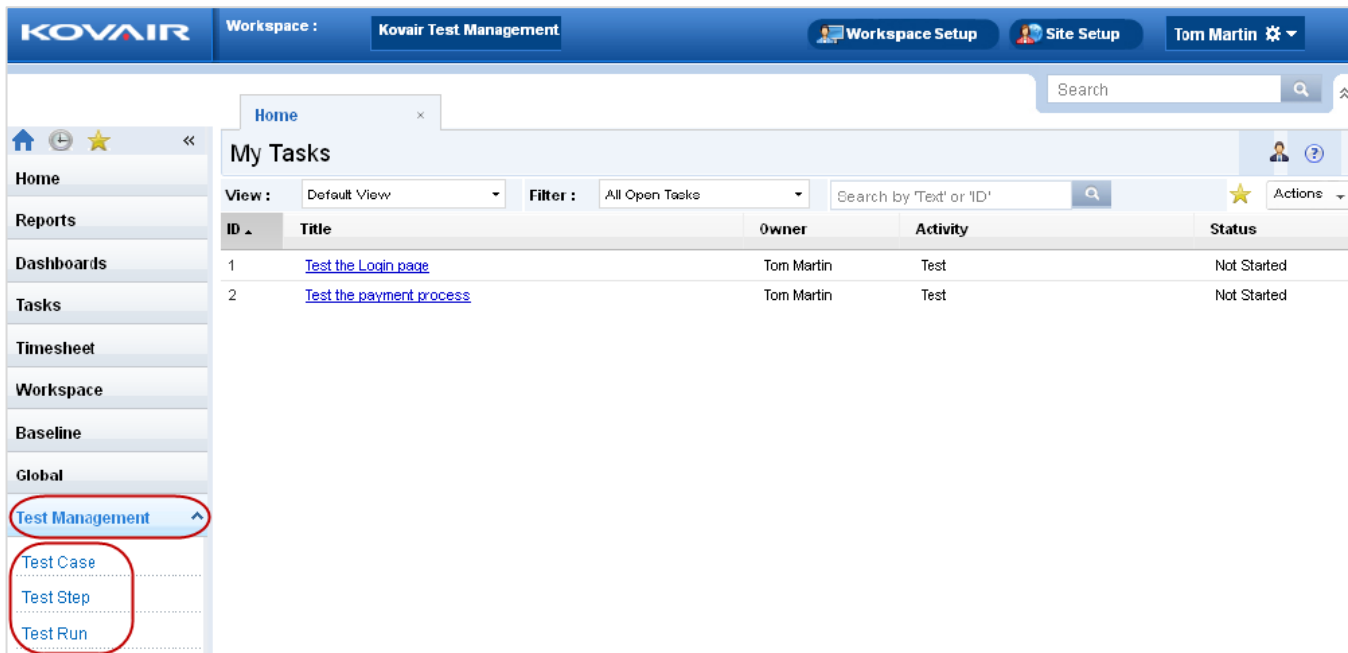 KOVAIR
Workspace :
Kovair Test Management
Workspace Setup
Site Setup
Tom Martin
Search
Home
My Tasks
Home
View :
Default View
Filter :
All Open Tasks
Search by 'Text' or 'ID'
Actions
Reports
ID
Title
Owner
Activity
Status
Dashboards
1
Test the Login page
Tom Martin
Test
Not Started
Tasks
2
Test the payment process
Tom Martin
Test
Not Started
Timesheet
Workspace
Baseline
Global
Test Management
Test Case
Test Step
Test Run